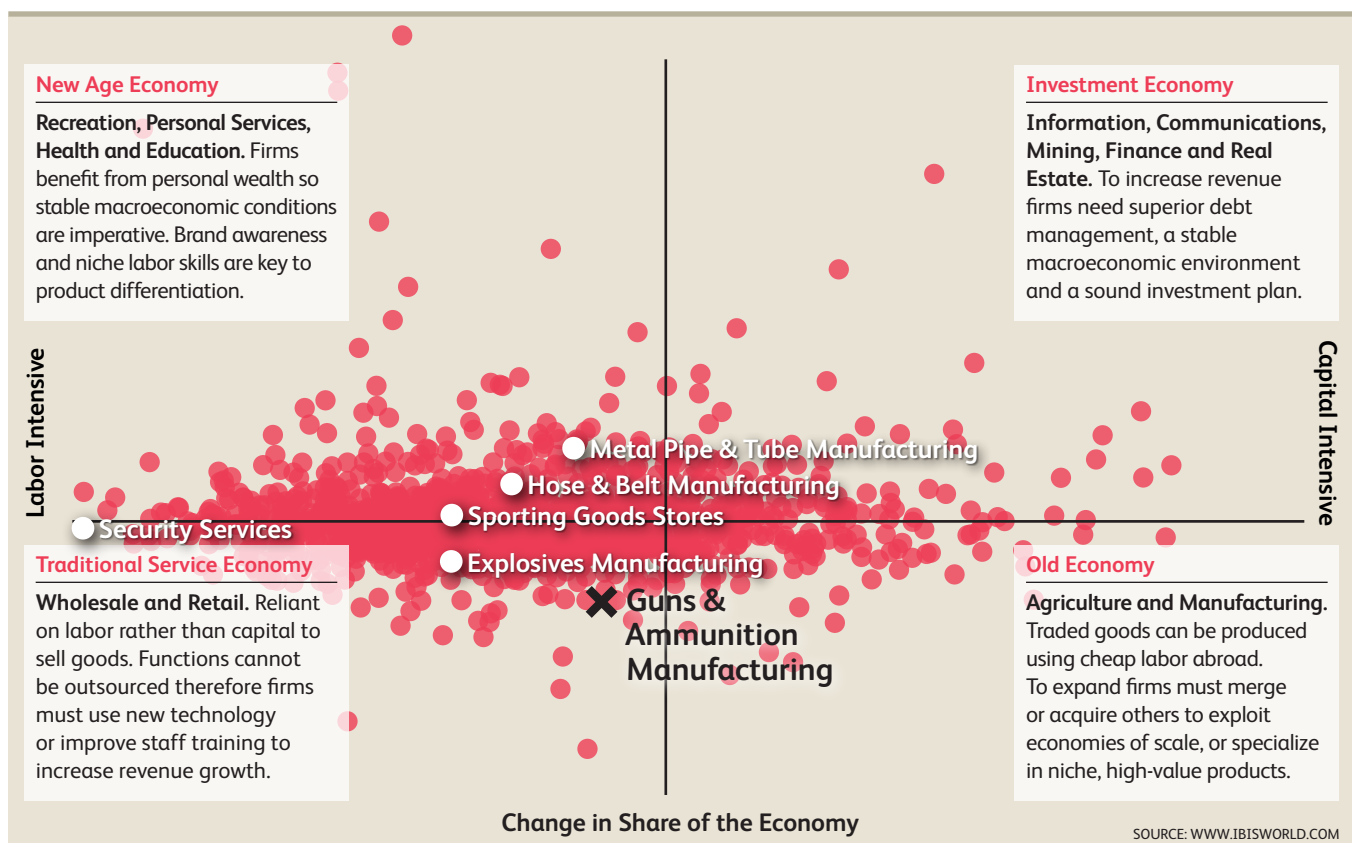 New Age Economy
Recreation, Personal Services,
Health and Education. Firms
benefit from personal wealth so
stable macroeconomic conditions
are imperative. Brand awareness
and niche labor skills are key to
product differentiation.
Investment Economy
Information, Communications,
Mining, Finance and Real
Estate. To increase revenue
firms need superior debt
management, a stable
macroeconomic environment
and a sound investment plan.
Labor Intensive
Capital Intensive
Metal Pipe & Tube Manufacturing
Hose & Belt Manufacturing
Sporting Goods Stores
Security Services
Explosives Manufacturing
Guns &
Ammunition
Manufacturing
Traditional Service Economy
Wholesale and Retail. Reliant
on labor rather than capital to
sell goods. Functions cannot
be outsourced therefore firms
must use new technology
or improve staff training to
increase revenue growth.
Old Economy
Agriculture and Manufacturing.
Traded goods can be produced
using cheap labor abroad.
To expand firms must merge
or acquire others to exploit
economies of scale, or specialize
in niche, high-value products.
Change in Share of the Economy
SOURCE: WWW.IBISWORLD.COM